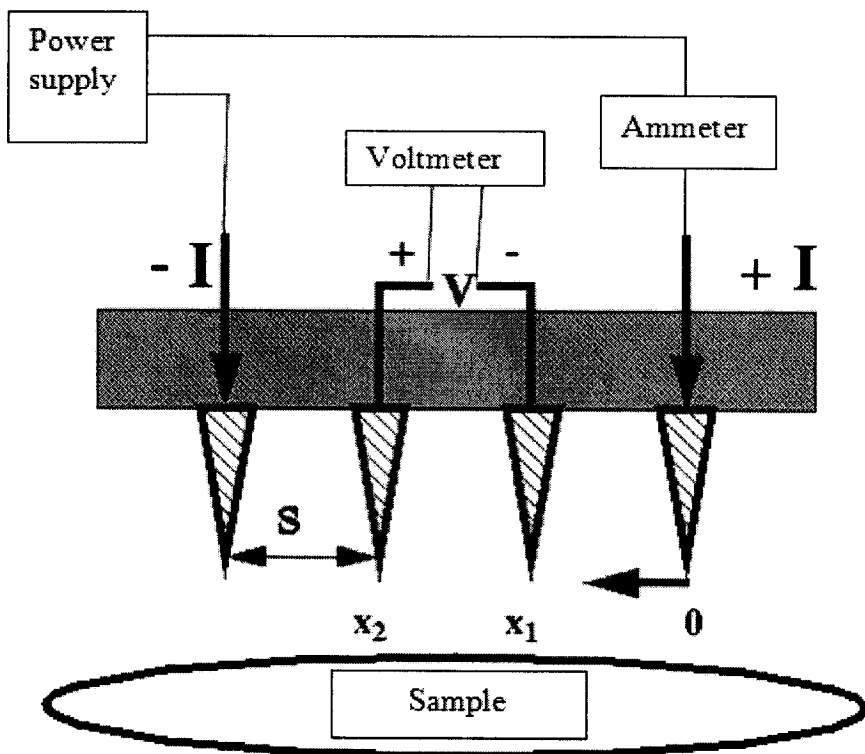 Power
supply
Ammeter
Voltmeter
- I
+ - 
V
+ I
S
x₂ x₁ 0
Sample